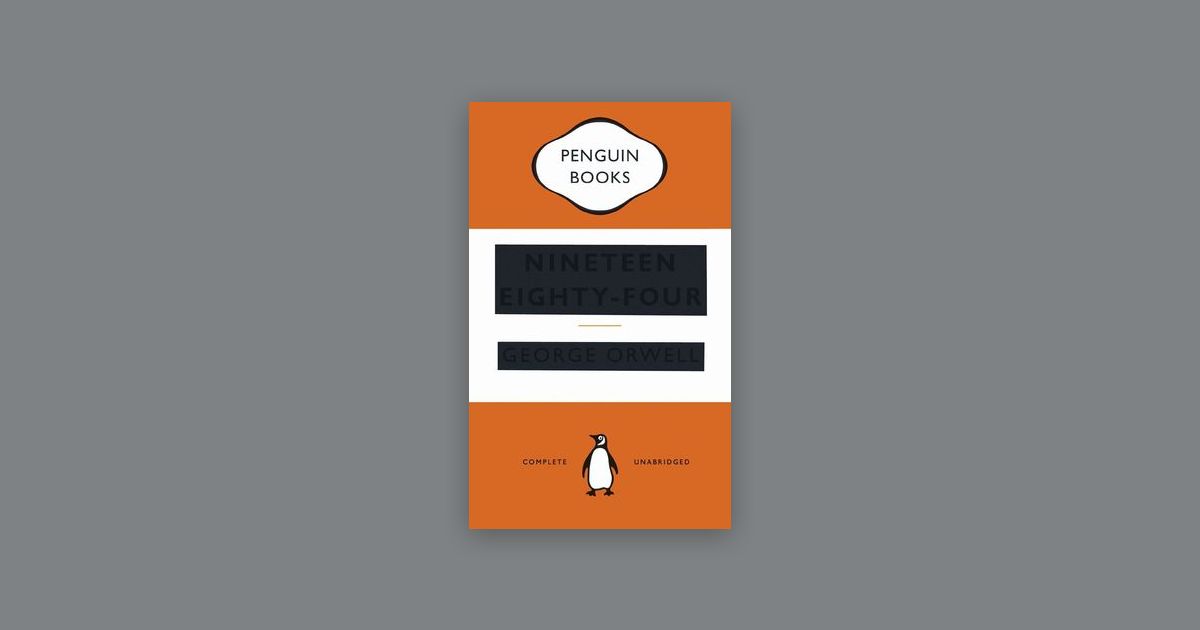 PENGUIN
BOOKS
NINETEEN
EIGHTY-FOUR
GEORGE ORWELL
COMPLETE UNABRIDGED